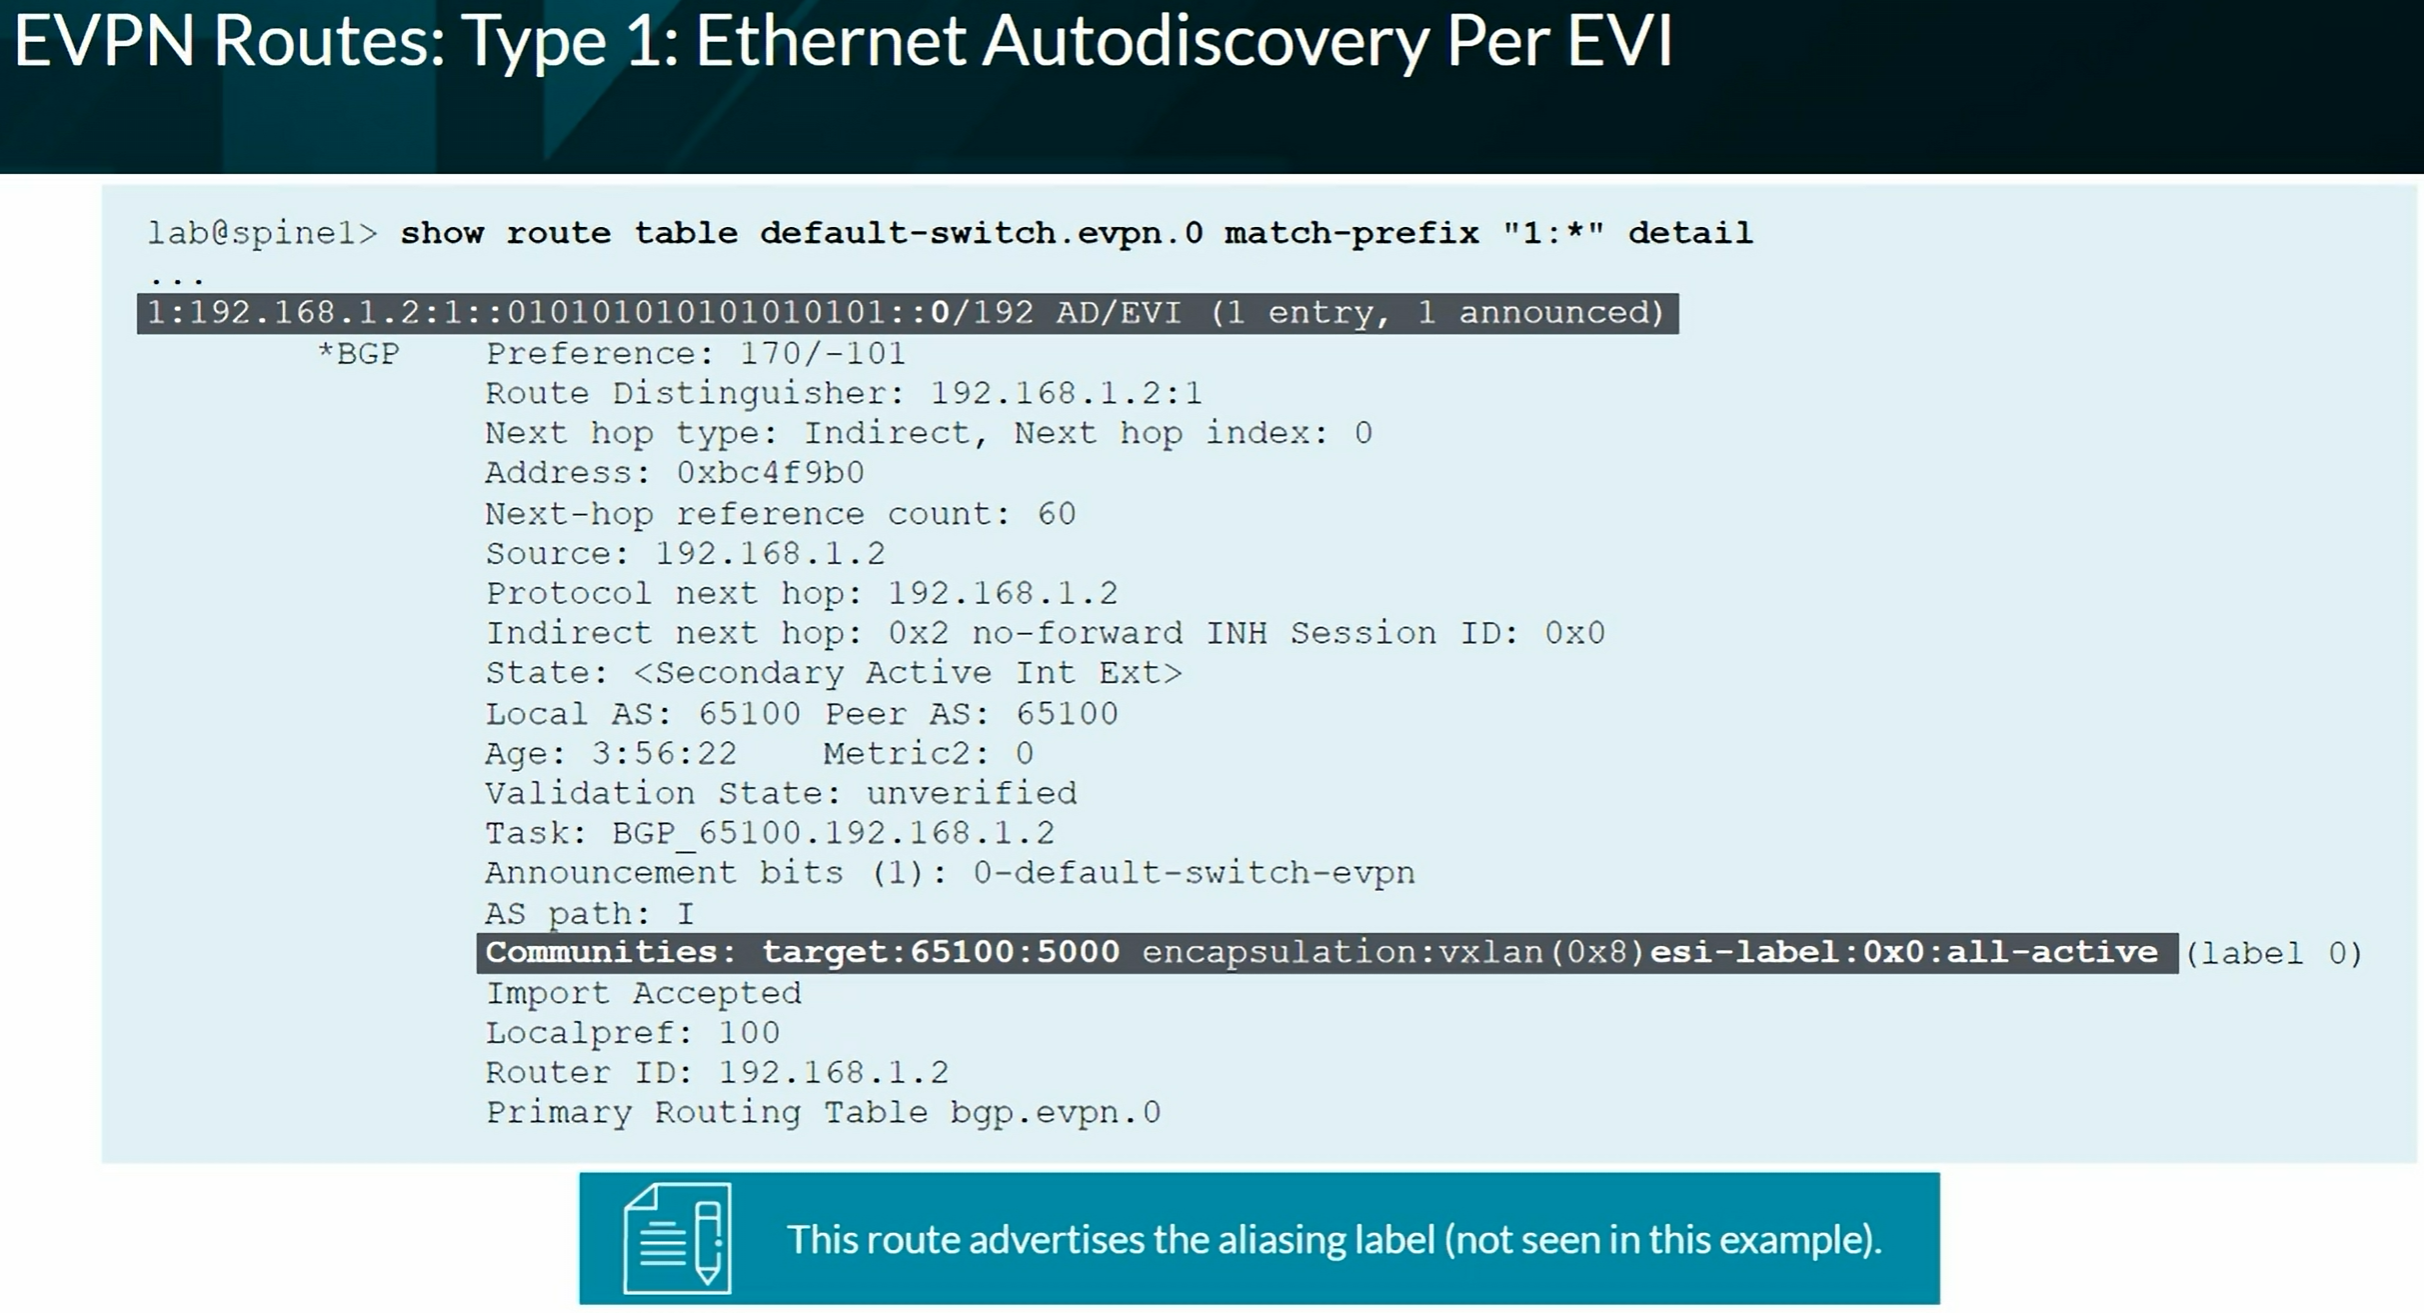 EVPN Routes: Type 1: Ethernet Autodiscovery Per EVI
lab@spine1> show route table default-switch.evpn.0 match-prefix "1:*" detail
...
1:192.168.1.2:1::010101010101010101::0/192 AD/EVI (1 entry, 1 announced)
*BGP Preference: 170/-101
Route Distinguisher: 192.168.1.2:1
Next hop type: Indirect, Next hop index: 0
Address: 0xbc4f9b0
Next-hop reference count: 60
Source: 192.168.1.2
Protocol next hop: 192.168.1.2
Indirect next hop: 0x2 no-forward INH Session ID: 0x0
State: <Secondary Active Int Ext>
Local AS: 65100 Peer AS: 65100
Age: 3:56:22 Metric2: 0
Validation State: unverified
Task: BGP_65100.192.168.1.2
Announcement bits (1): 0-default-switch-evpn
AS path: I
Communities: target:65100:5000 encapsulation:vxlan(0x8)esi-label:0x0:all-active (label 0)
Import Accepted
Localpref: 100
Router ID: 192.168.1.2
Primary Routing Table bgp.evpn.0
This route advertises the aliasing label (not seen in this example).